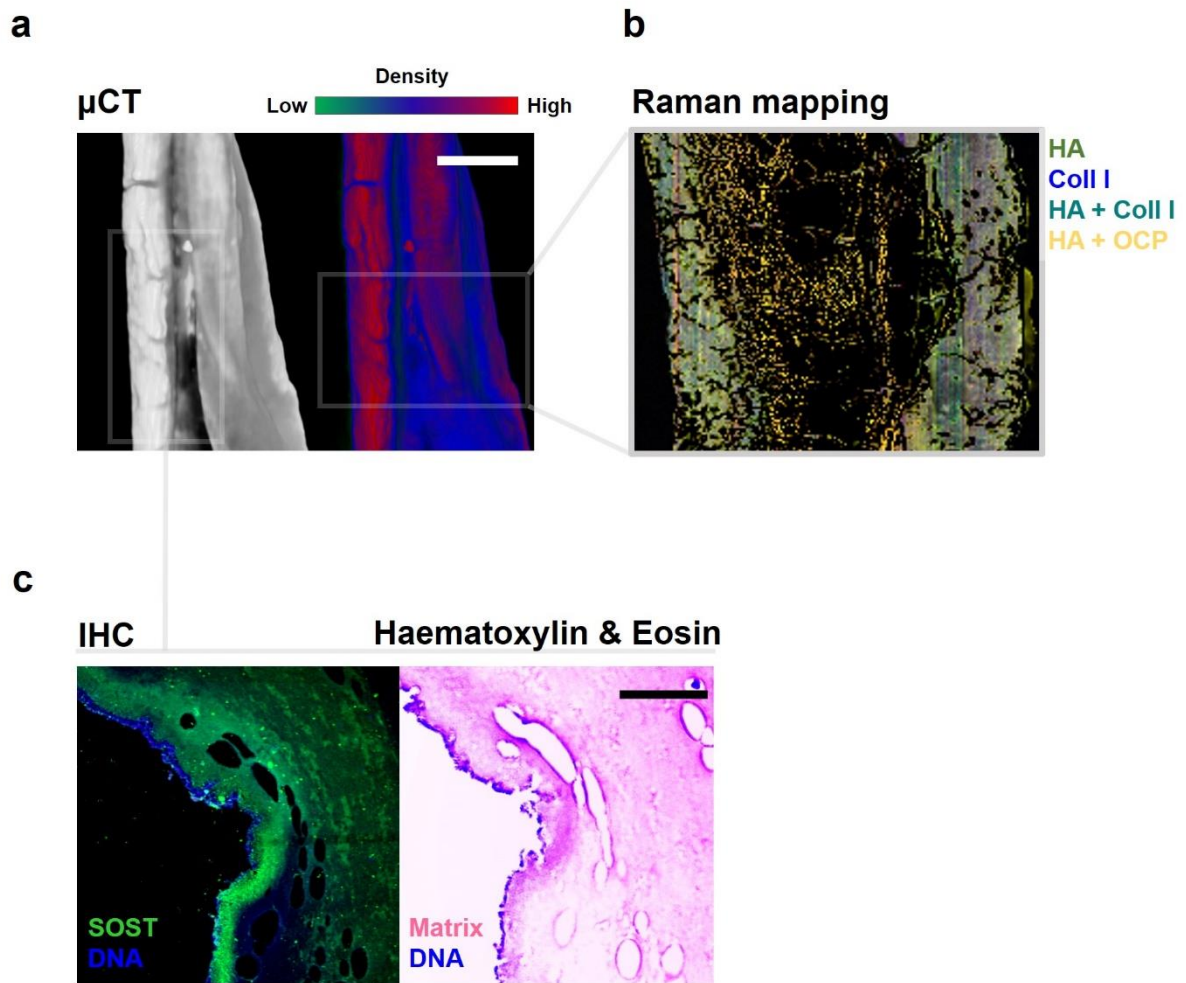 a
b
Density
µCT
Low
High
Raman mapping
HA
Coll I
HA + Coll I
HA + OCP
c
IHC
Haematoxylin & Eosin
SOST
DNA
Matrix
DNA